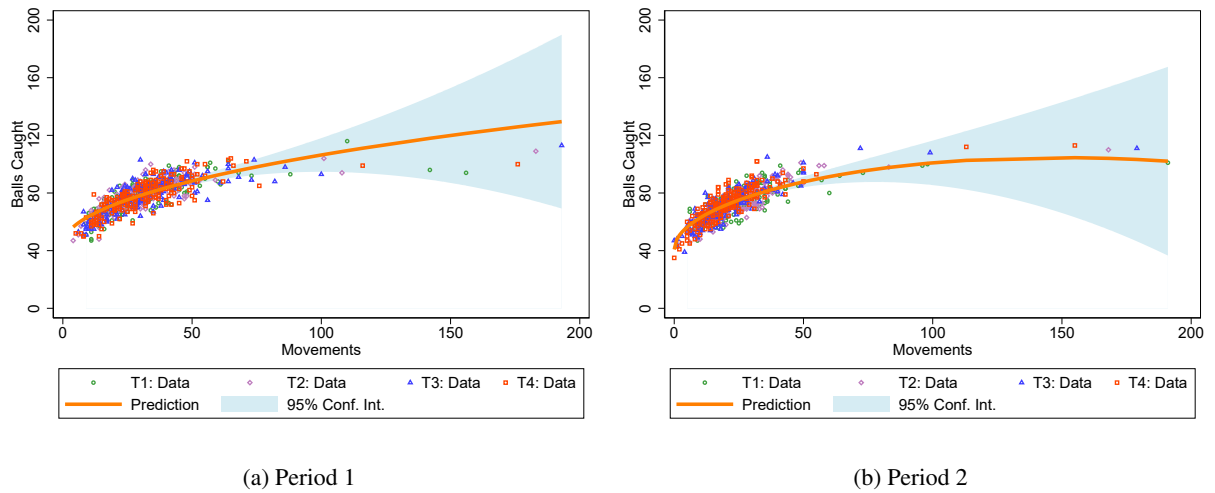 200
160
120
80
40
0
Balls Caught
0 50 100 150 200
Movements
T1: Data T2: Data T3: Data T4: Data
Prediction 95% Conf. Int.
(a) Period 1
200
160
120
80
40
0
Balls Caught
0 50 100 150 200
Movements
T1: Data T2: Data T3: Data T4: Data
Prediction 95% Conf. Int.
(b) Period 2